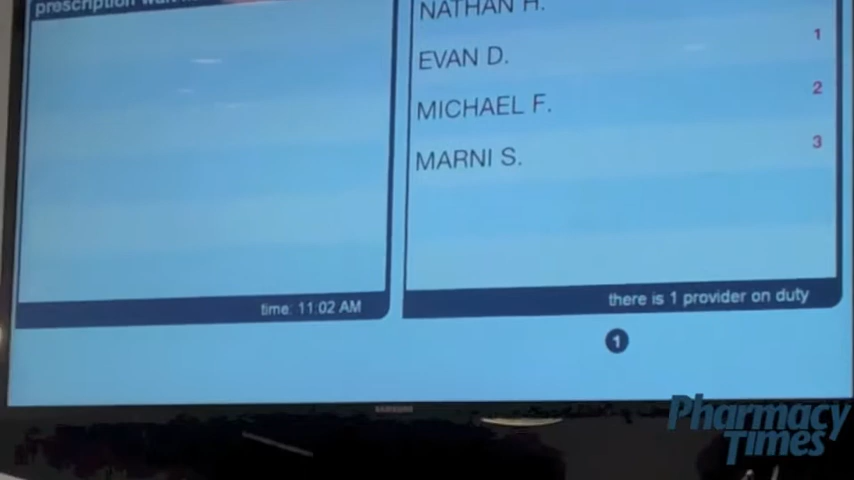 prescription
NATHAN H.
EVAN D. 1
MICHAEL F. 2
MARNI S. 3
time: 11:02 AM
there is 1 provider on duty
1
SAMSUNG
Pharmacy
Times